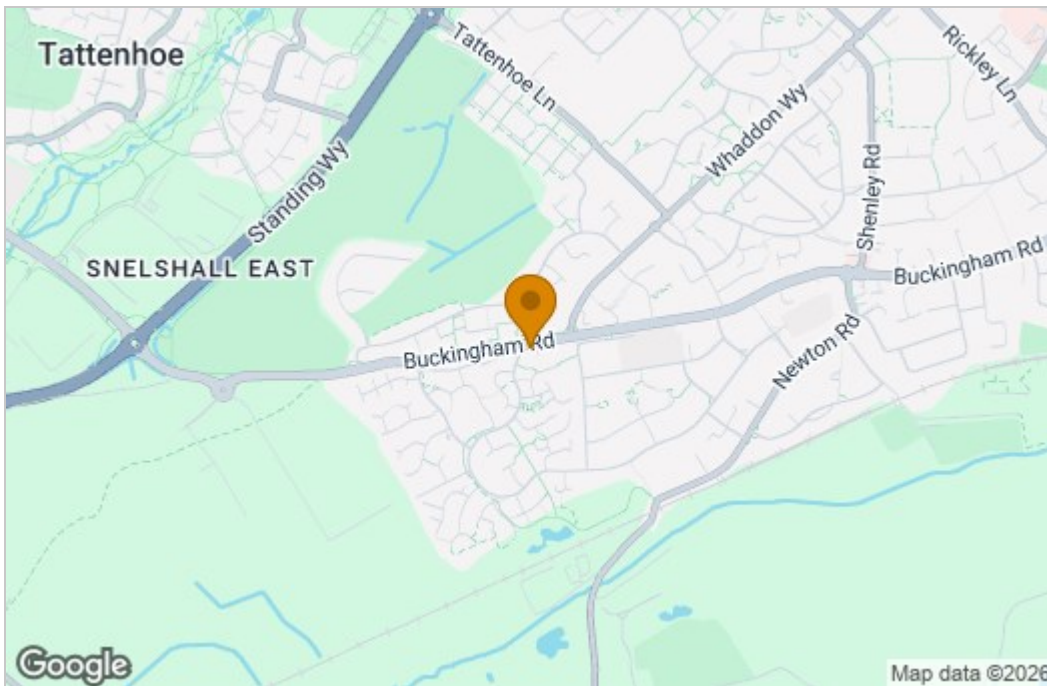 Tattenhoe
Tattenhoe Ln
Rickley Ln
Whaddon Wy
Standing Wy
Shenley Rd
SNELSHALL EAST
Buckingham Rd
Buckingham Rd
Newton Rd
Google
Map data ©2026